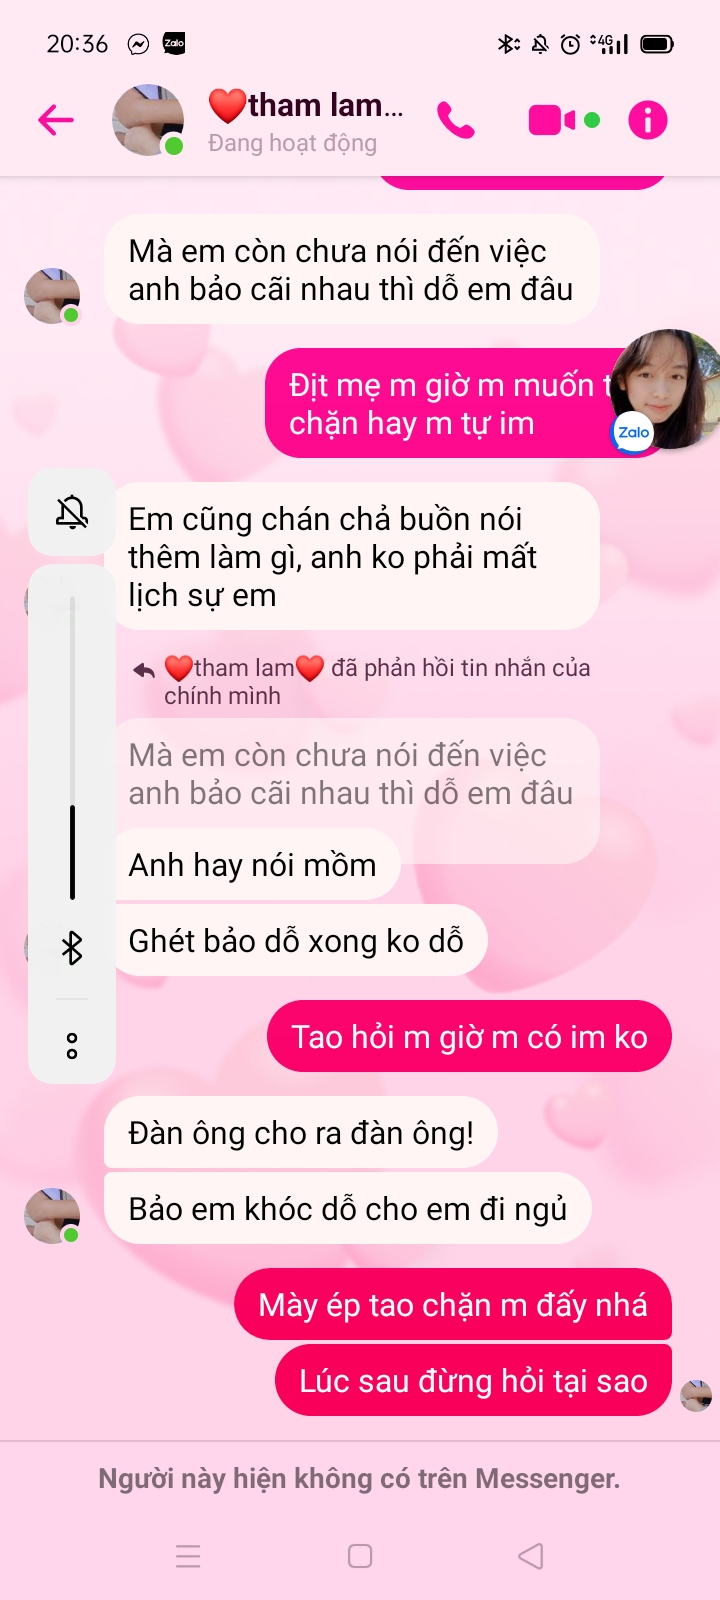 20:36
Zalo
4G
tham lam...
Đang hoạt động
Mà em còn chưa nói đến việc
anh bảo cãi nhau thì dỗ em đâu
Địt mẹ m giờ m muốn
chặn hay m tự im
Zalo
Em cũng chán chả buồn nói
thêm làm gì, anh ko phải mất
lịch sự em
tham lam đã phản hồi tin nhắn của
chính mình
Mà em còn chưa nói đến việc
anh bảo cãi nhau thì dỗ em đâu
Anh hay nói mồm
Ghét bảo dỗ xong ko dỗ
Tao hỏi m giờ m có im ko
Đàn ông cho ra đàn ông!
Bảo em khóc dỗ cho em đi ngủ
Mày ép tao chặn m đấy nhá
Lúc sau đừng hỏi tại sao
Người này hiện không có trên Messenger.